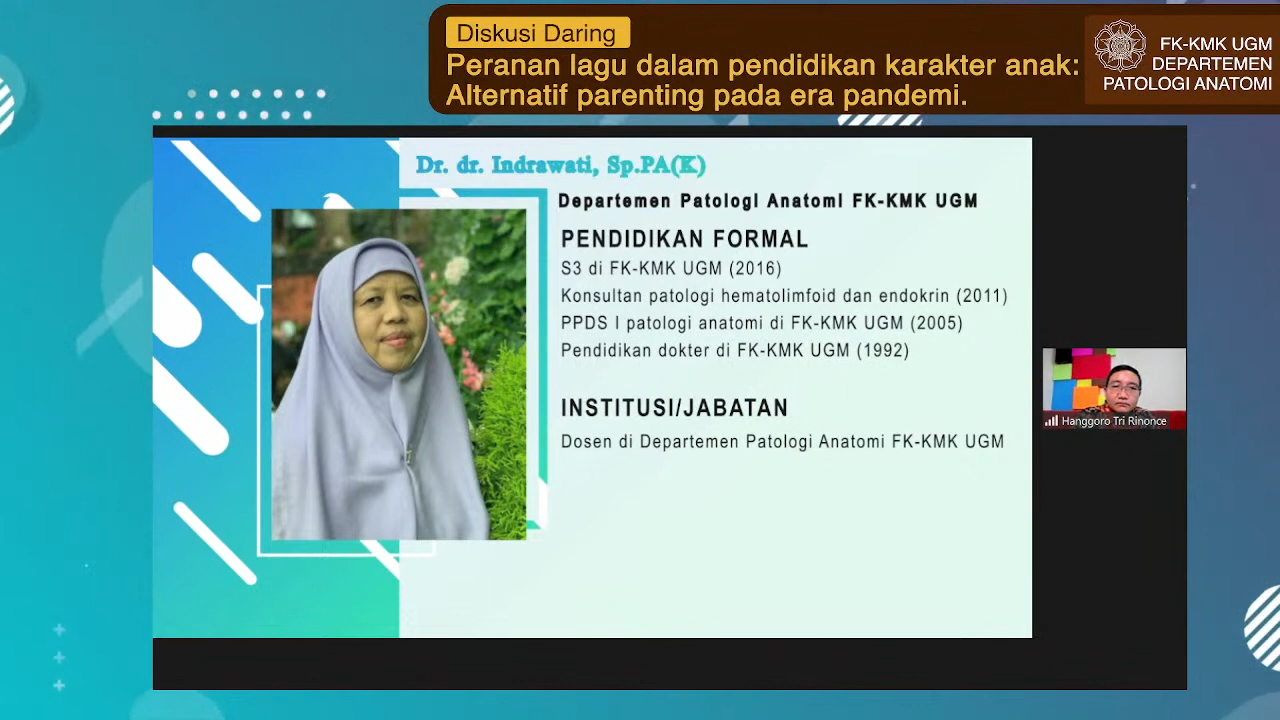 Diskusi Daring
Peranan lagu dalam pendidikan karakter anak:
Alternatif parenting pada era pandemi.
FK-KMK UGM
DEPARTEMEN
PATOLOGI ANATOMI
Dr. dr. Indrawati, Sp.PA(K)
Departemen Patologi Anatomi FK-KMK UGM
PENDIDIKAN FORMAL
S3 di FK-KMK UGM (2016)
Konsultan patologi hematolimfoid dan endokrin (2011)
PPDS I patologi anatomi di FK-KMK UGM (2005)
Pendidikan dokter di FK-KMK UGM (1992)
INSTITUSI/JABATAN
Dosen di Departemen Patologi Anatomi FK-KMK UGM
Hanggoro Tri Rinonce